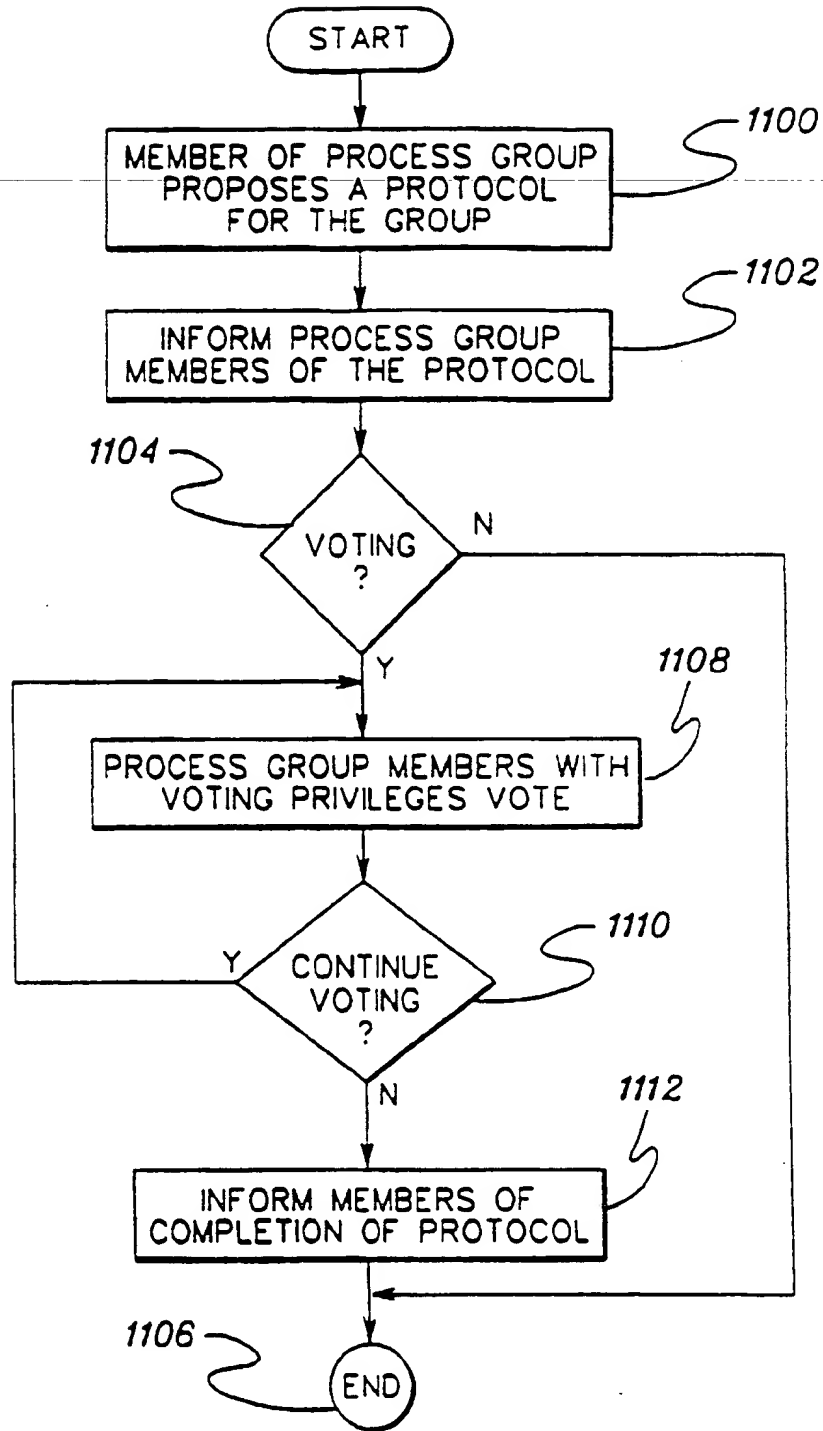 START
1100
MEMBER OF PROCESS GROUP
PROPOSES A PROTOCOL
FOR THE GROUP
1102
INFORM PROCESS GROUP
MEMBERS OF THE PROTOCOL
1104
VOTING
?
N
Y
1108
PROCESS GROUP MEMBERS WITH
VOTING PRIVILEGES VOTE
1110
Y
CONTINUE
VOTING
?
N
1112
INFORM MEMBERS OF
COMPLETION OF PROTOCOL
1106
END